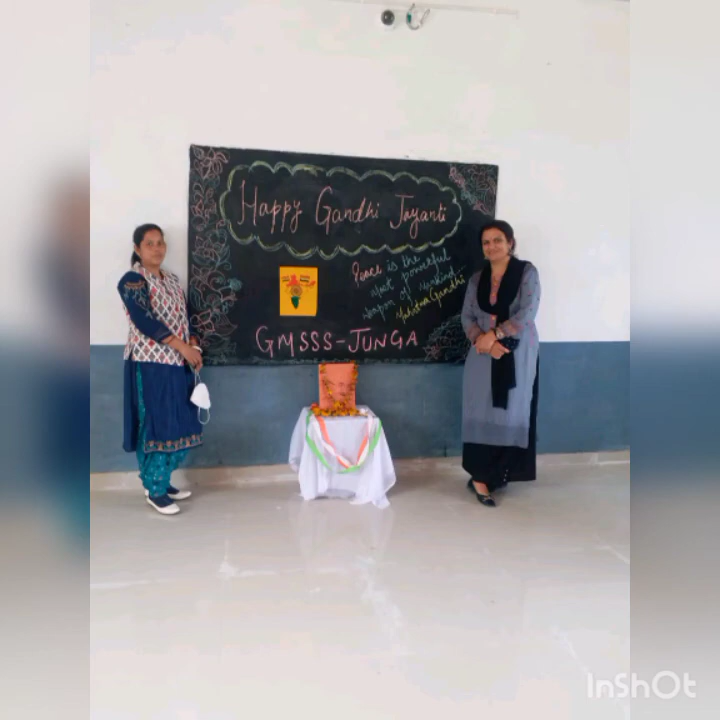 Happy Gandhi Jayanti
Peace is the
most powerful
weapon of Mankind.
Mahatma Gandhi
GMSSS-JUNGA
InShOt